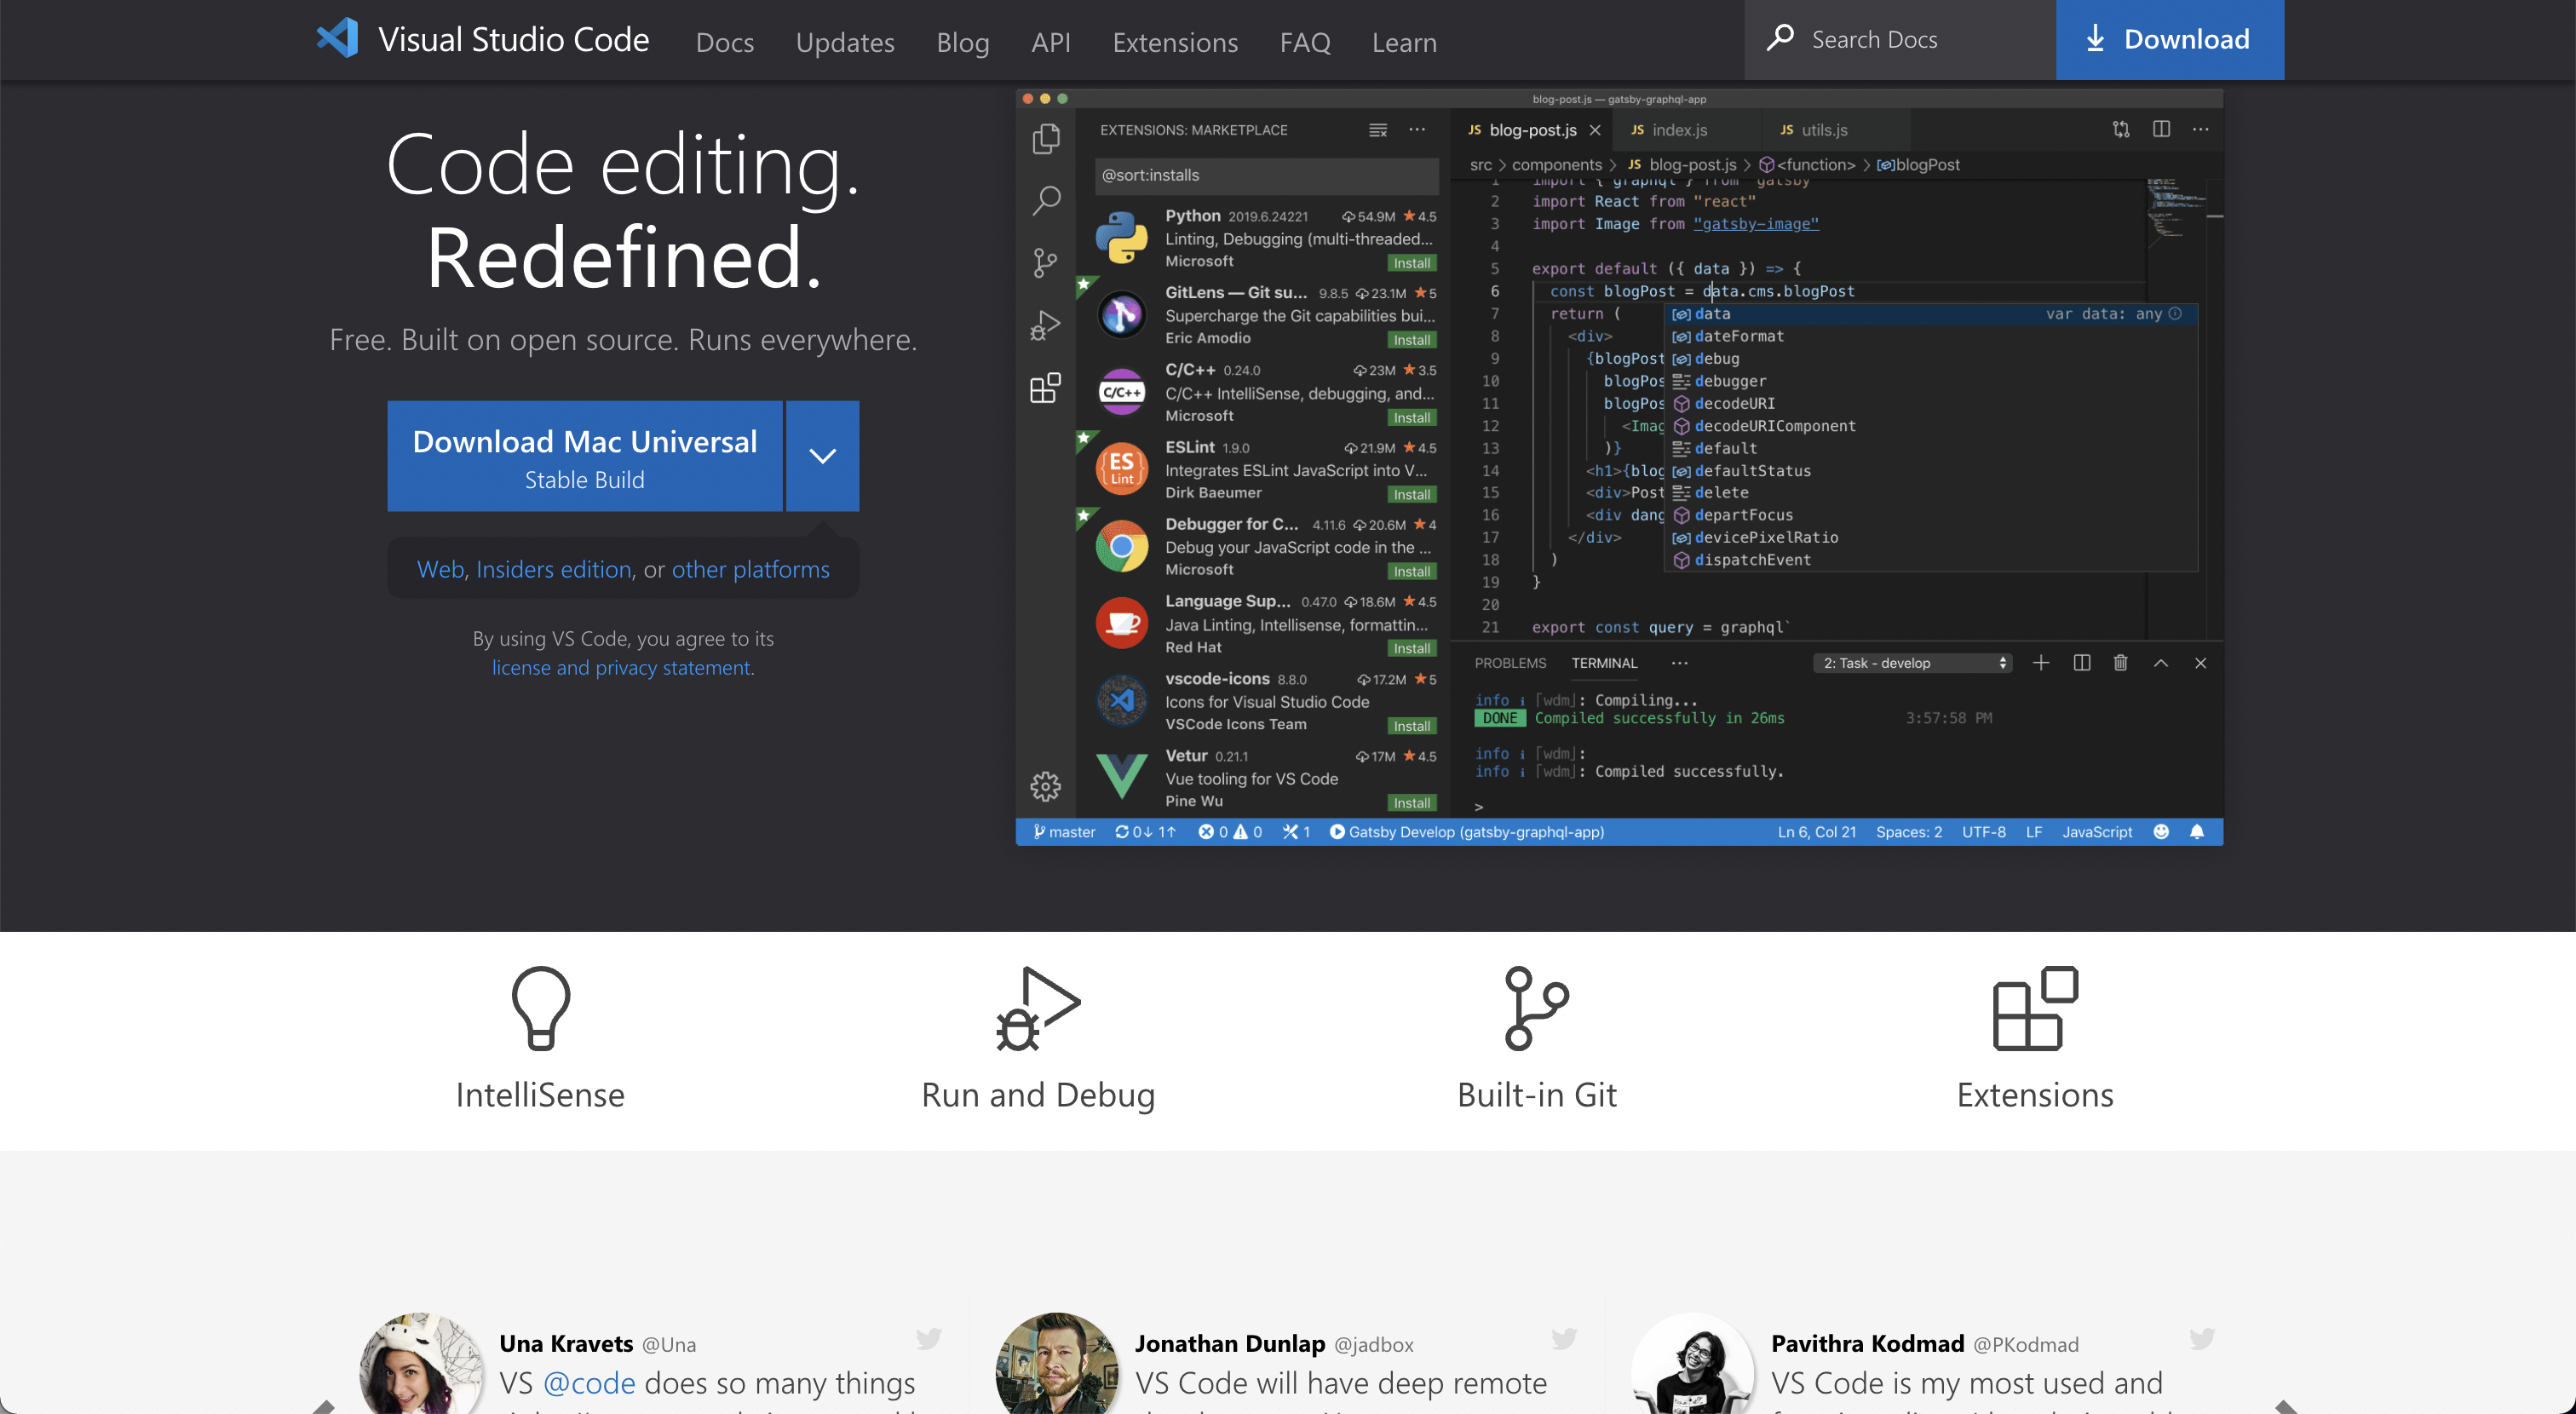 Visual Studio Code Docs Updates Blog API Extensions FAQ Learn Search Docs Download
Code editing.
Redefined.
Free. Built on open source. Runs everywhere.
Download Mac Universal
Stable Build
Web, Insiders edition, or other platforms
By using VS Code, you agree to its
license and privacy statement.
blog-post.js — gatsby-graphql-app
EXTENSIONS: MARKETPLACE
@sort:installs
Python 2019.6.24221 54.9M 4.5
Linting, Debugging (multi-threaded...
Microsoft Install
GitLens — Git su... 9.8.5 23.1M 5
Supercharge the Git capabilities bui...
Eric Amodio Install
C/C++
C/C++ 0.24.0 23M 3.5
C/C++ IntelliSense, debugging, and...
Microsoft Install
ES
Lint
ESLint 1.9.0 21.9M 4.5
Integrates ESLint JavaScript into V...
Dirk Baeumer Install
Debugger for C... 4.11.6 20.6M 4
Debug your JavaScript code in the ...
Microsoft Install
Language Sup... 0.47.0 18.6M 4.5
Java Linting, Intellisense, formattin...
Red Hat Install
vscode-icons 8.8.0 17.2M 5
Icons for Visual Studio Code
VSCode Icons Team Install
Vetur 0.21.1 17M 4.5
Vue tooling for VS Code
Pine Wu Install
JS blog-post.js JS index.js JS utils.js
src > components > JS blog-post.js > <function> > blogPost
1 import { graphql } from "gatsby"
2 import React from "react"
3 import Image from "gatsby-image"
4
5 export default ({ data }) => {
6 const blogPost = data.cms.blogPost
7 return (
8 <div>
9 {blogPost
10 blogPos
11 blogPos
12 <Imag
13 )}
14 <h1>{blog
15 <div>Post
16 <div dang
17 </div>
18 )
19 }
20
21 export const query = graphql`
data var data: any
dateFormat
debug
debugger
decodeURI
decodeURIComponent
default
defaultStatus
delete
departFocus
devicePixelRatio
dispatchEvent
PROBLEMS TERMINAL ··· 2: Task - develop
info i ｢wdm｣: Compiling...
DONE Compiled successfully in 26ms 3:57:58 PM
info i ｢wdm｣:
info i ｢wdm｣: Compiled successfully.
>
master 0↓ 1↑ 0 0 1 Gatsby Develop (gatsby-graphql-app) Ln 6, Col 21 Spaces: 2 UTF-8 LF JavaScript
IntelliSense Run and Debug Built-in Git Extensions
Una Kravets @Una
VS @code does so many things
Jonathan Dunlap @jadbox
VS Code will have deep remote
Pavithra Kodmad @PKodmad
VS Code is my most used and